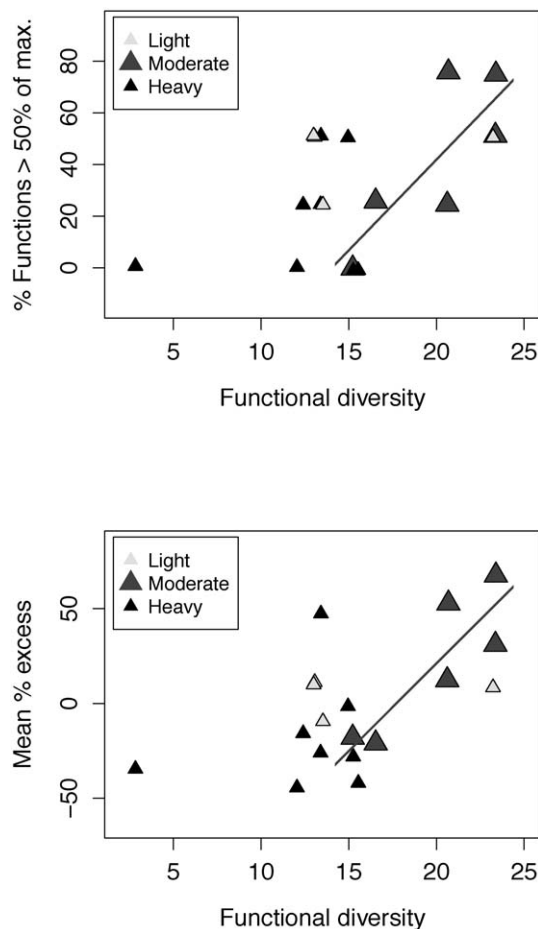 % Functions > 50% of max.
80
60
40
20
0
Light
Moderate
Heavy
5 10 15 20 25
Functional diversity
Mean % excess
50
0
−50
Light
Moderate
Heavy
5 10 15 20 25
Functional diversity